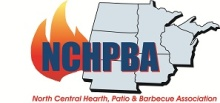 NCHPBA
North Central Hearth, Patio & Barbecue Association